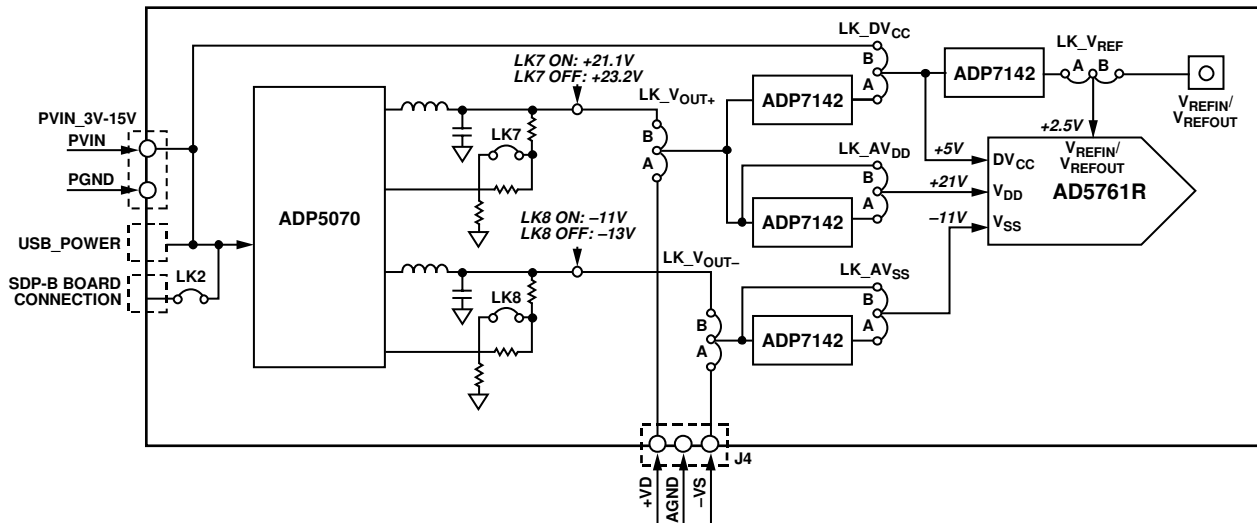 LK_DVCC
LK7 ON: +21.1V
LK7 OFF: +23.2V
B
A
LK_VREF
A B
ADP7142
VREFIN/
VREFOUT
ADP7142
LK_VOUT+
B
A
PVIN_3V-15V
PVIN
PGND
LK7
+2.5V
+5V
DVCC
VREFIN/
VREFOUT
AD5761R
LK_AVDD
B
A
ADP7142
+21V
VDD
–11V
VSS
ADP5070
LK8 ON: –11V
LK8 OFF: –13V
USB_POWER
SDP-B BOARD
CONNECTION
LK2
LK_VOUT–
B
A
LK8
LK_AVSS
B
A
ADP7142
J4
+VD
AGND
–VS